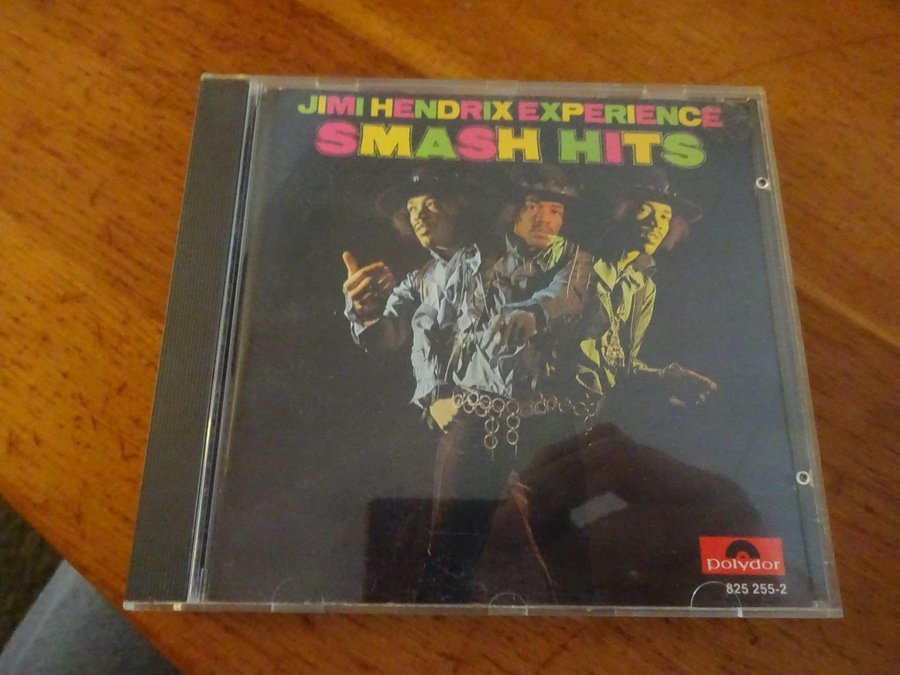 JIMI HENDRIX EXPERIENCE
SMASH HITS
polydor
825 255-2